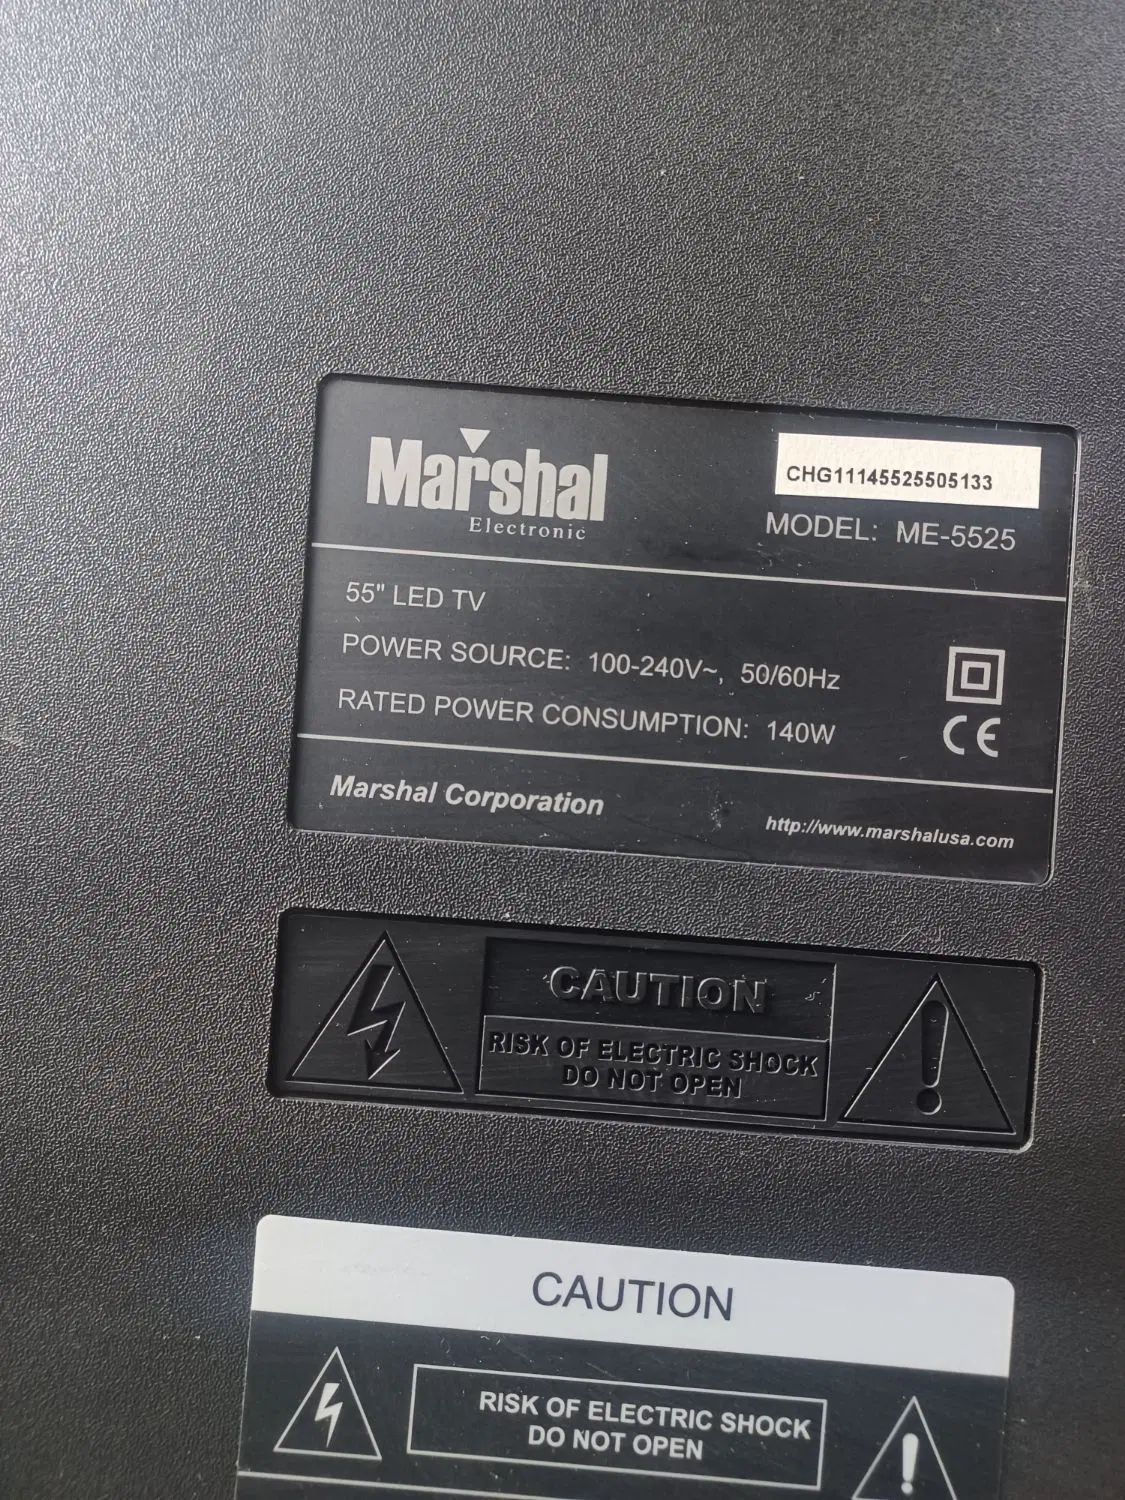 Marshal
Electronic
CHG11145525505133
MODEL: ME-5525
55" LED TV
POWER SOURCE: 100-240V~, 50/60Hz
RATED POWER CONSUMPTION: 140W
CE
Marshal Corporation
http://www.marshalusa.com
CAUTION
RISK OF ELECTRIC SHOCK
DO NOT OPEN
CAUTION
RISK OF ELECTRIC SHOCK
DO NOT OPEN